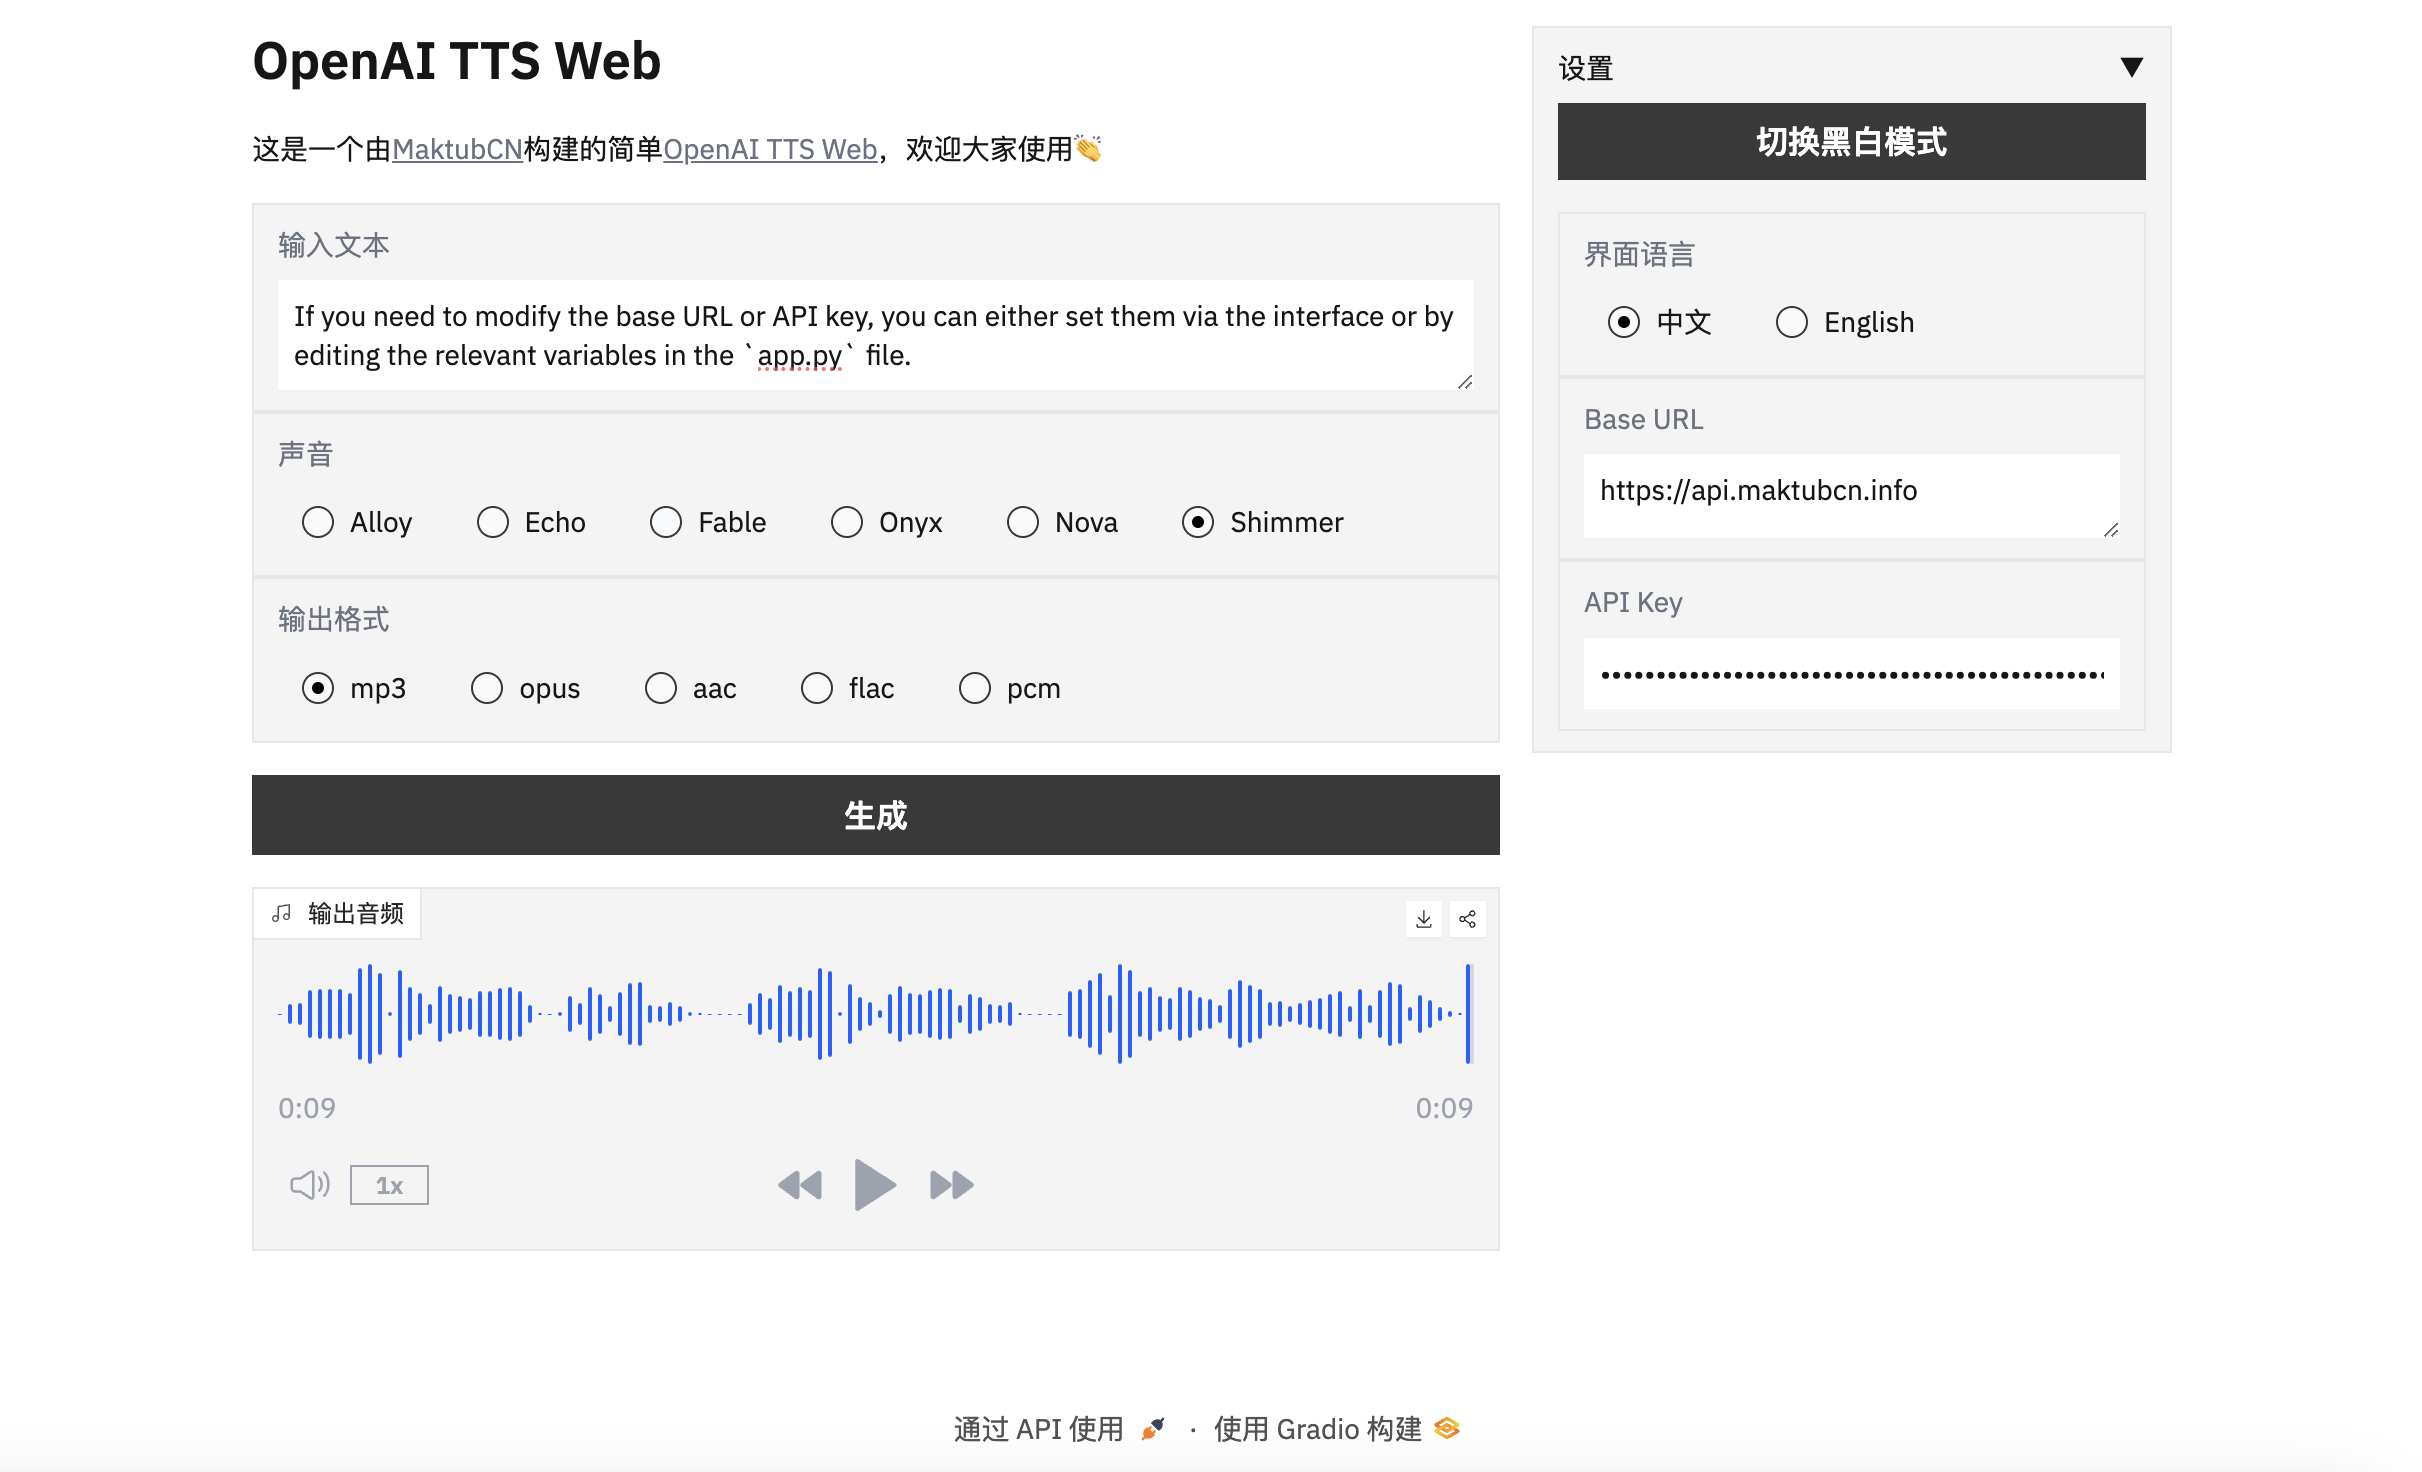 OpenAI TTS Web
这是一个由MaktubCN构建的简单OpenAI TTS Web，欢迎大家使用👏
输入文本
If you need to modify the base URL or API key, you can either set them via the interface or by
editing the relevant variables in the `app.py` file.
声音
Alloy Echo Fable Onyx Nova Shimmer
输出格式
mp3 opus aac flac pcm
生成
输出音频
0:09 0:09
1x
设置 ▼
切换黑白模式
界面语言
中文 English
Base URL
https://api.maktubcn.info
API Key
通过 API 使用 · 使用 Gradio 构建